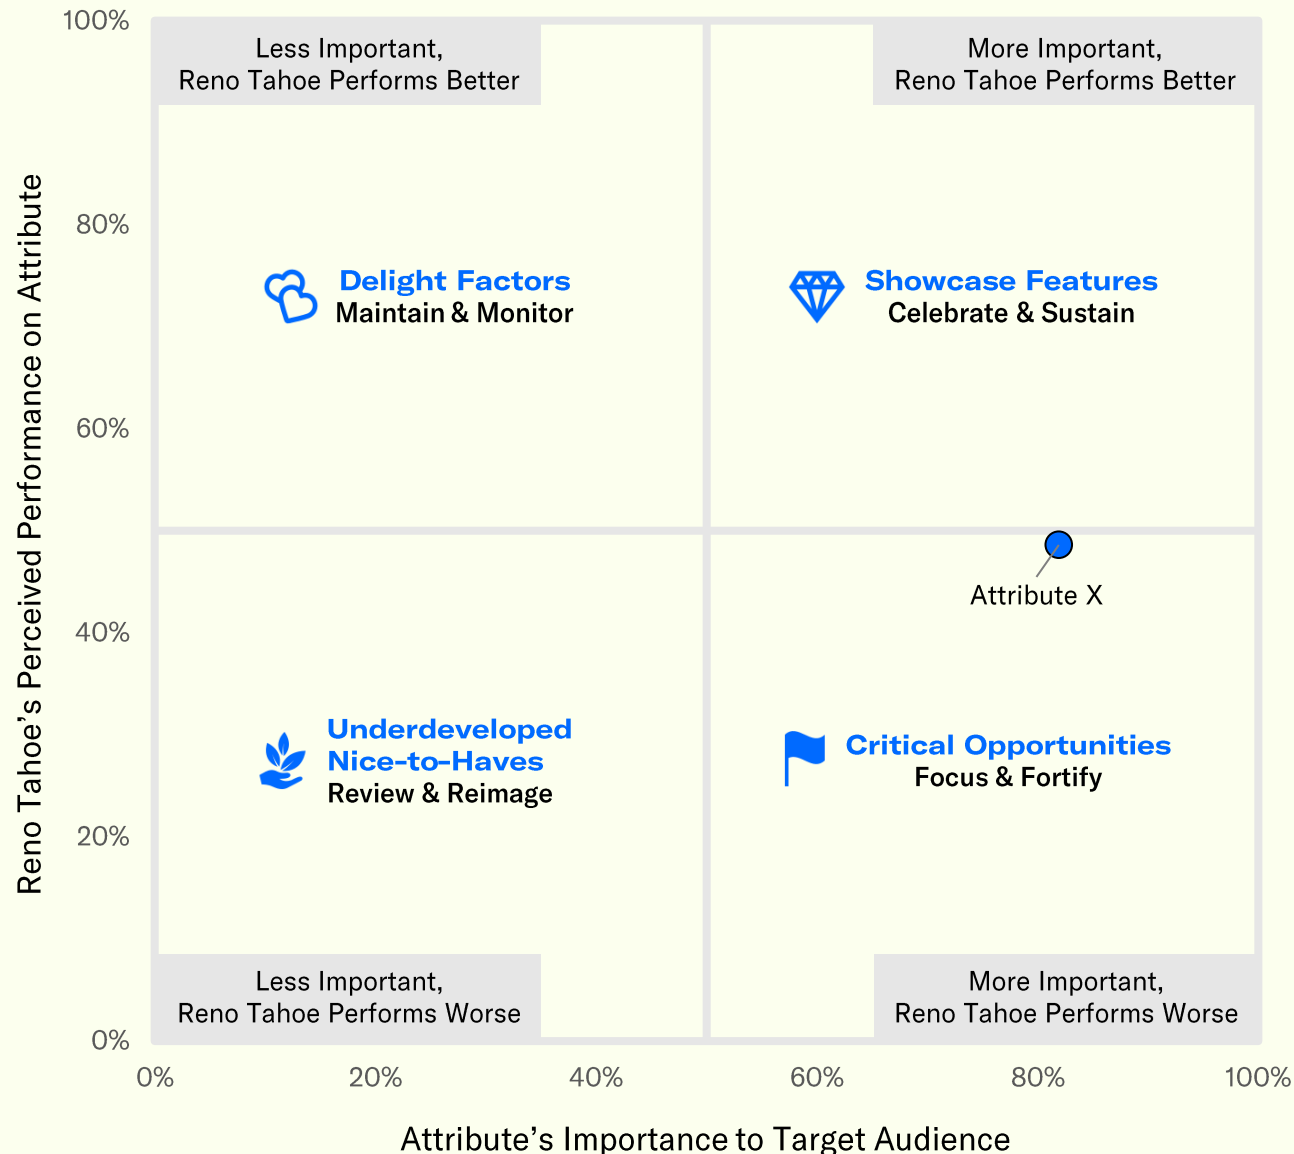 100%
Less Important,
Reno Tahoe Performs Better
More Important,
Reno Tahoe Performs Better
Reno Tahoe’s Perceived Performance on Attribute
80%
Delight Factors
Maintain & Monitor
Showcase Features
Celebrate & Sustain
60%
Attribute X
40%
Underdeveloped
Nice-to-Haves
Review & Reimage
Critical Opportunities
Focus & Fortify
20%
Less Important,
Reno Tahoe Performs Worse
More Important,
Reno Tahoe Performs Worse
0%
0%
20%
40%
60%
80%
100%
Attribute’s Importance to Target Audience